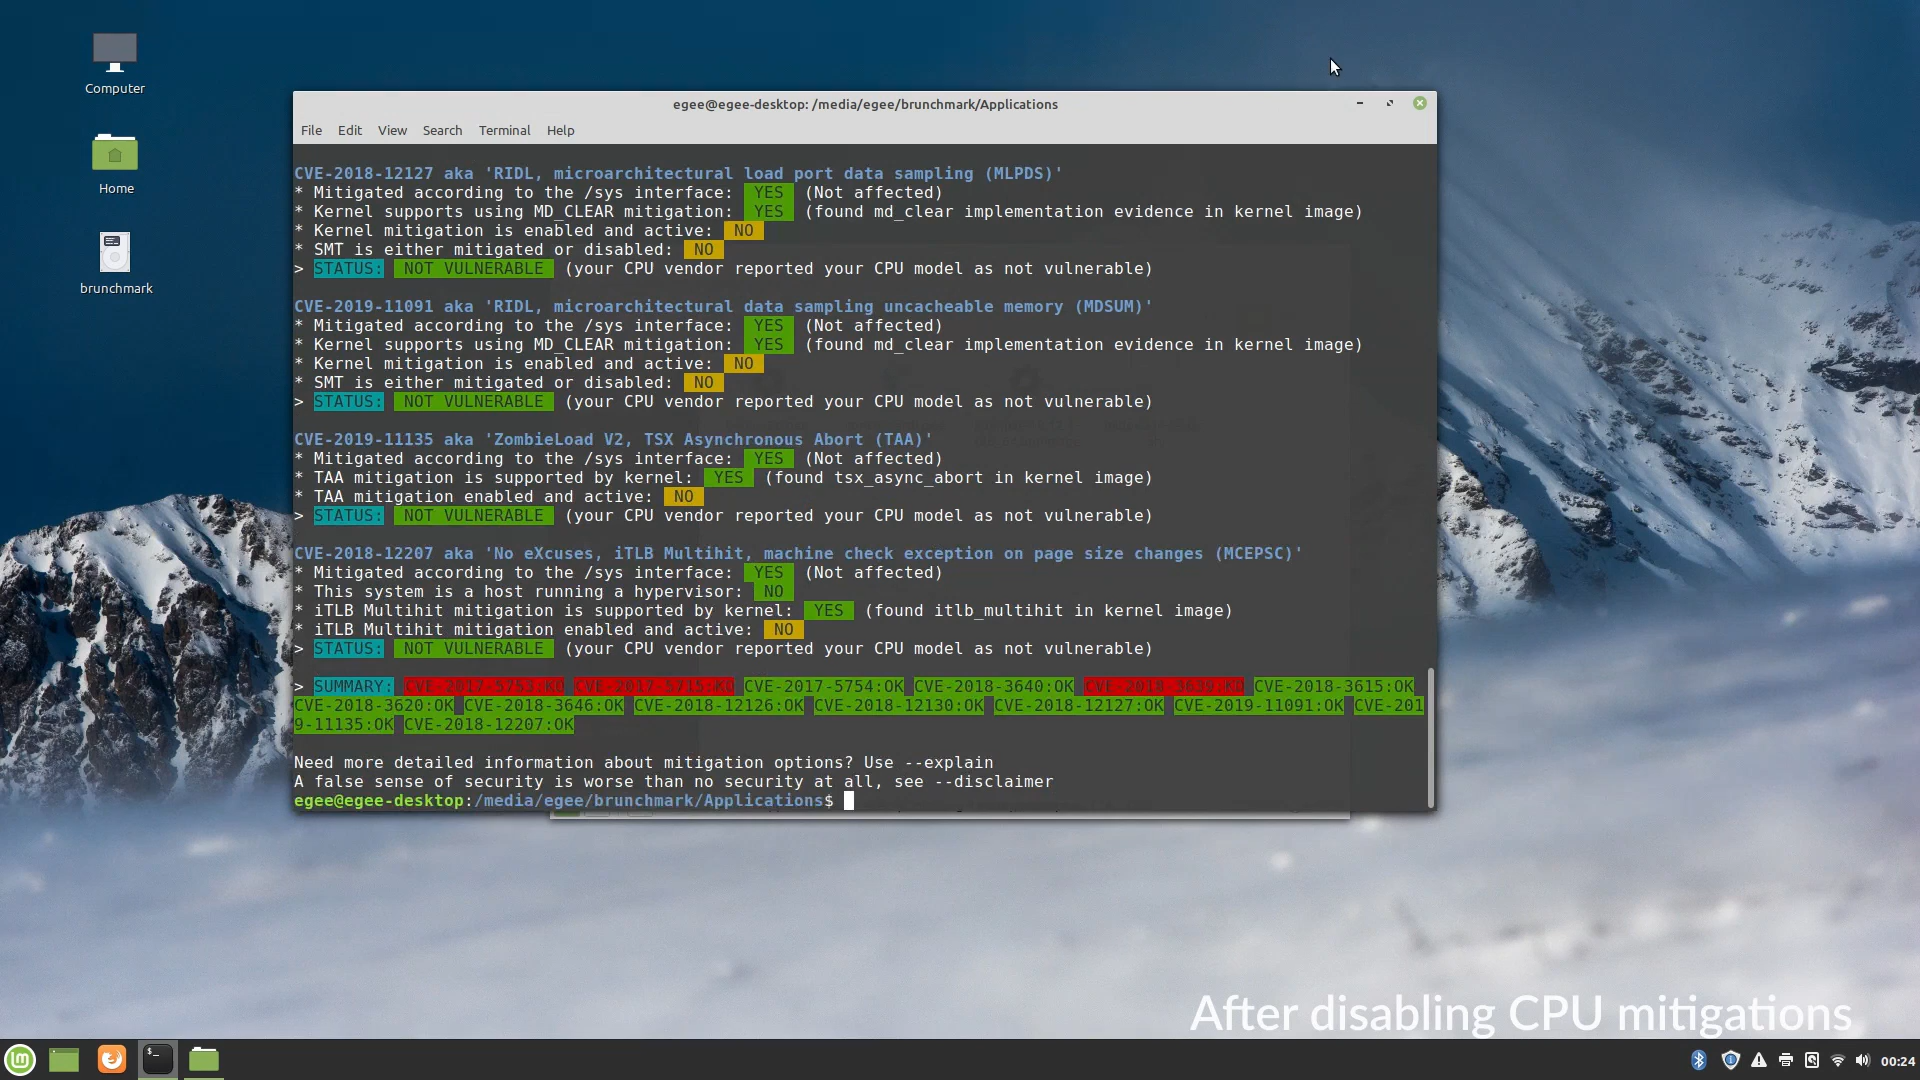 Computer
Home
brunchmark
egee@egee-desktop: /media/egee/brunchmark/Applications
File Edit View Search Terminal Help
CVE-2018-12127 aka 'RIDL, microarchitectural load port data sampling (MLPDS)'
* Mitigated according to the /sys interface: YES (Not affected)
* Kernel supports using MD_CLEAR mitigation: YES (found md_clear implementation evidence in kernel image)
* Kernel mitigation is enabled and active: NO
* SMT is either mitigated or disabled: NO
> STATUS: NOT VULNERABLE (your CPU vendor reported your CPU model as not vulnerable)
CVE-2019-11091 aka 'RIDL, microarchitectural data sampling uncacheable memory (MDSUM)'
* Mitigated according to the /sys interface: YES (Not affected)
* Kernel supports using MD_CLEAR mitigation: YES (found md_clear implementation evidence in kernel image)
* Kernel mitigation is enabled and active: NO
* SMT is either mitigated or disabled: NO
> STATUS: NOT VULNERABLE (your CPU vendor reported your CPU model as not vulnerable)
CVE-2019-11135 aka 'ZombieLoad V2, TSX Asynchronous Abort (TAA)'
* Mitigated according to the /sys interface: YES (Not affected)
* TAA mitigation is supported by kernel: YES (found tsx_async_abort in kernel image)
* TAA mitigation enabled and active: NO
> STATUS: NOT VULNERABLE (your CPU vendor reported your CPU model as not vulnerable)
CVE-2018-12207 aka 'No eXcuses, iTLB Multihit, machine check exception on page size changes (MCEPSC)'
* Mitigated according to the /sys interface: YES (Not affected)
* This system is a host running a hypervisor: NO
* iTLB Multihit mitigation is supported by kernel: YES (found itlb_multihit in kernel image)
* iTLB Multihit mitigation enabled and active: NO
> STATUS: NOT VULNERABLE (your CPU vendor reported your CPU model as not vulnerable)
> SUMMARY: CVE-2017-5753:KO CVE-2017-5715:KO CVE-2017-5754:OK CVE-2018-3640:OK CVE-2018-3639:KO CVE-2018-3615:OK
CVE-2018-3620:OK CVE-2018-3646:OK CVE-2018-12126:OK CVE-2018-12130:OK CVE-2018-12127:OK CVE-2019-11091:OK CVE-201
9-11135:OK CVE-2018-12207:OK
Need more detailed information about mitigation options? Use --explain
A false sense of security is worse than no security at all, see --disclaimer
egee@egee-desktop:/media/egee/brunchmark/Applications$
After disabling CPU mitigations
00:24